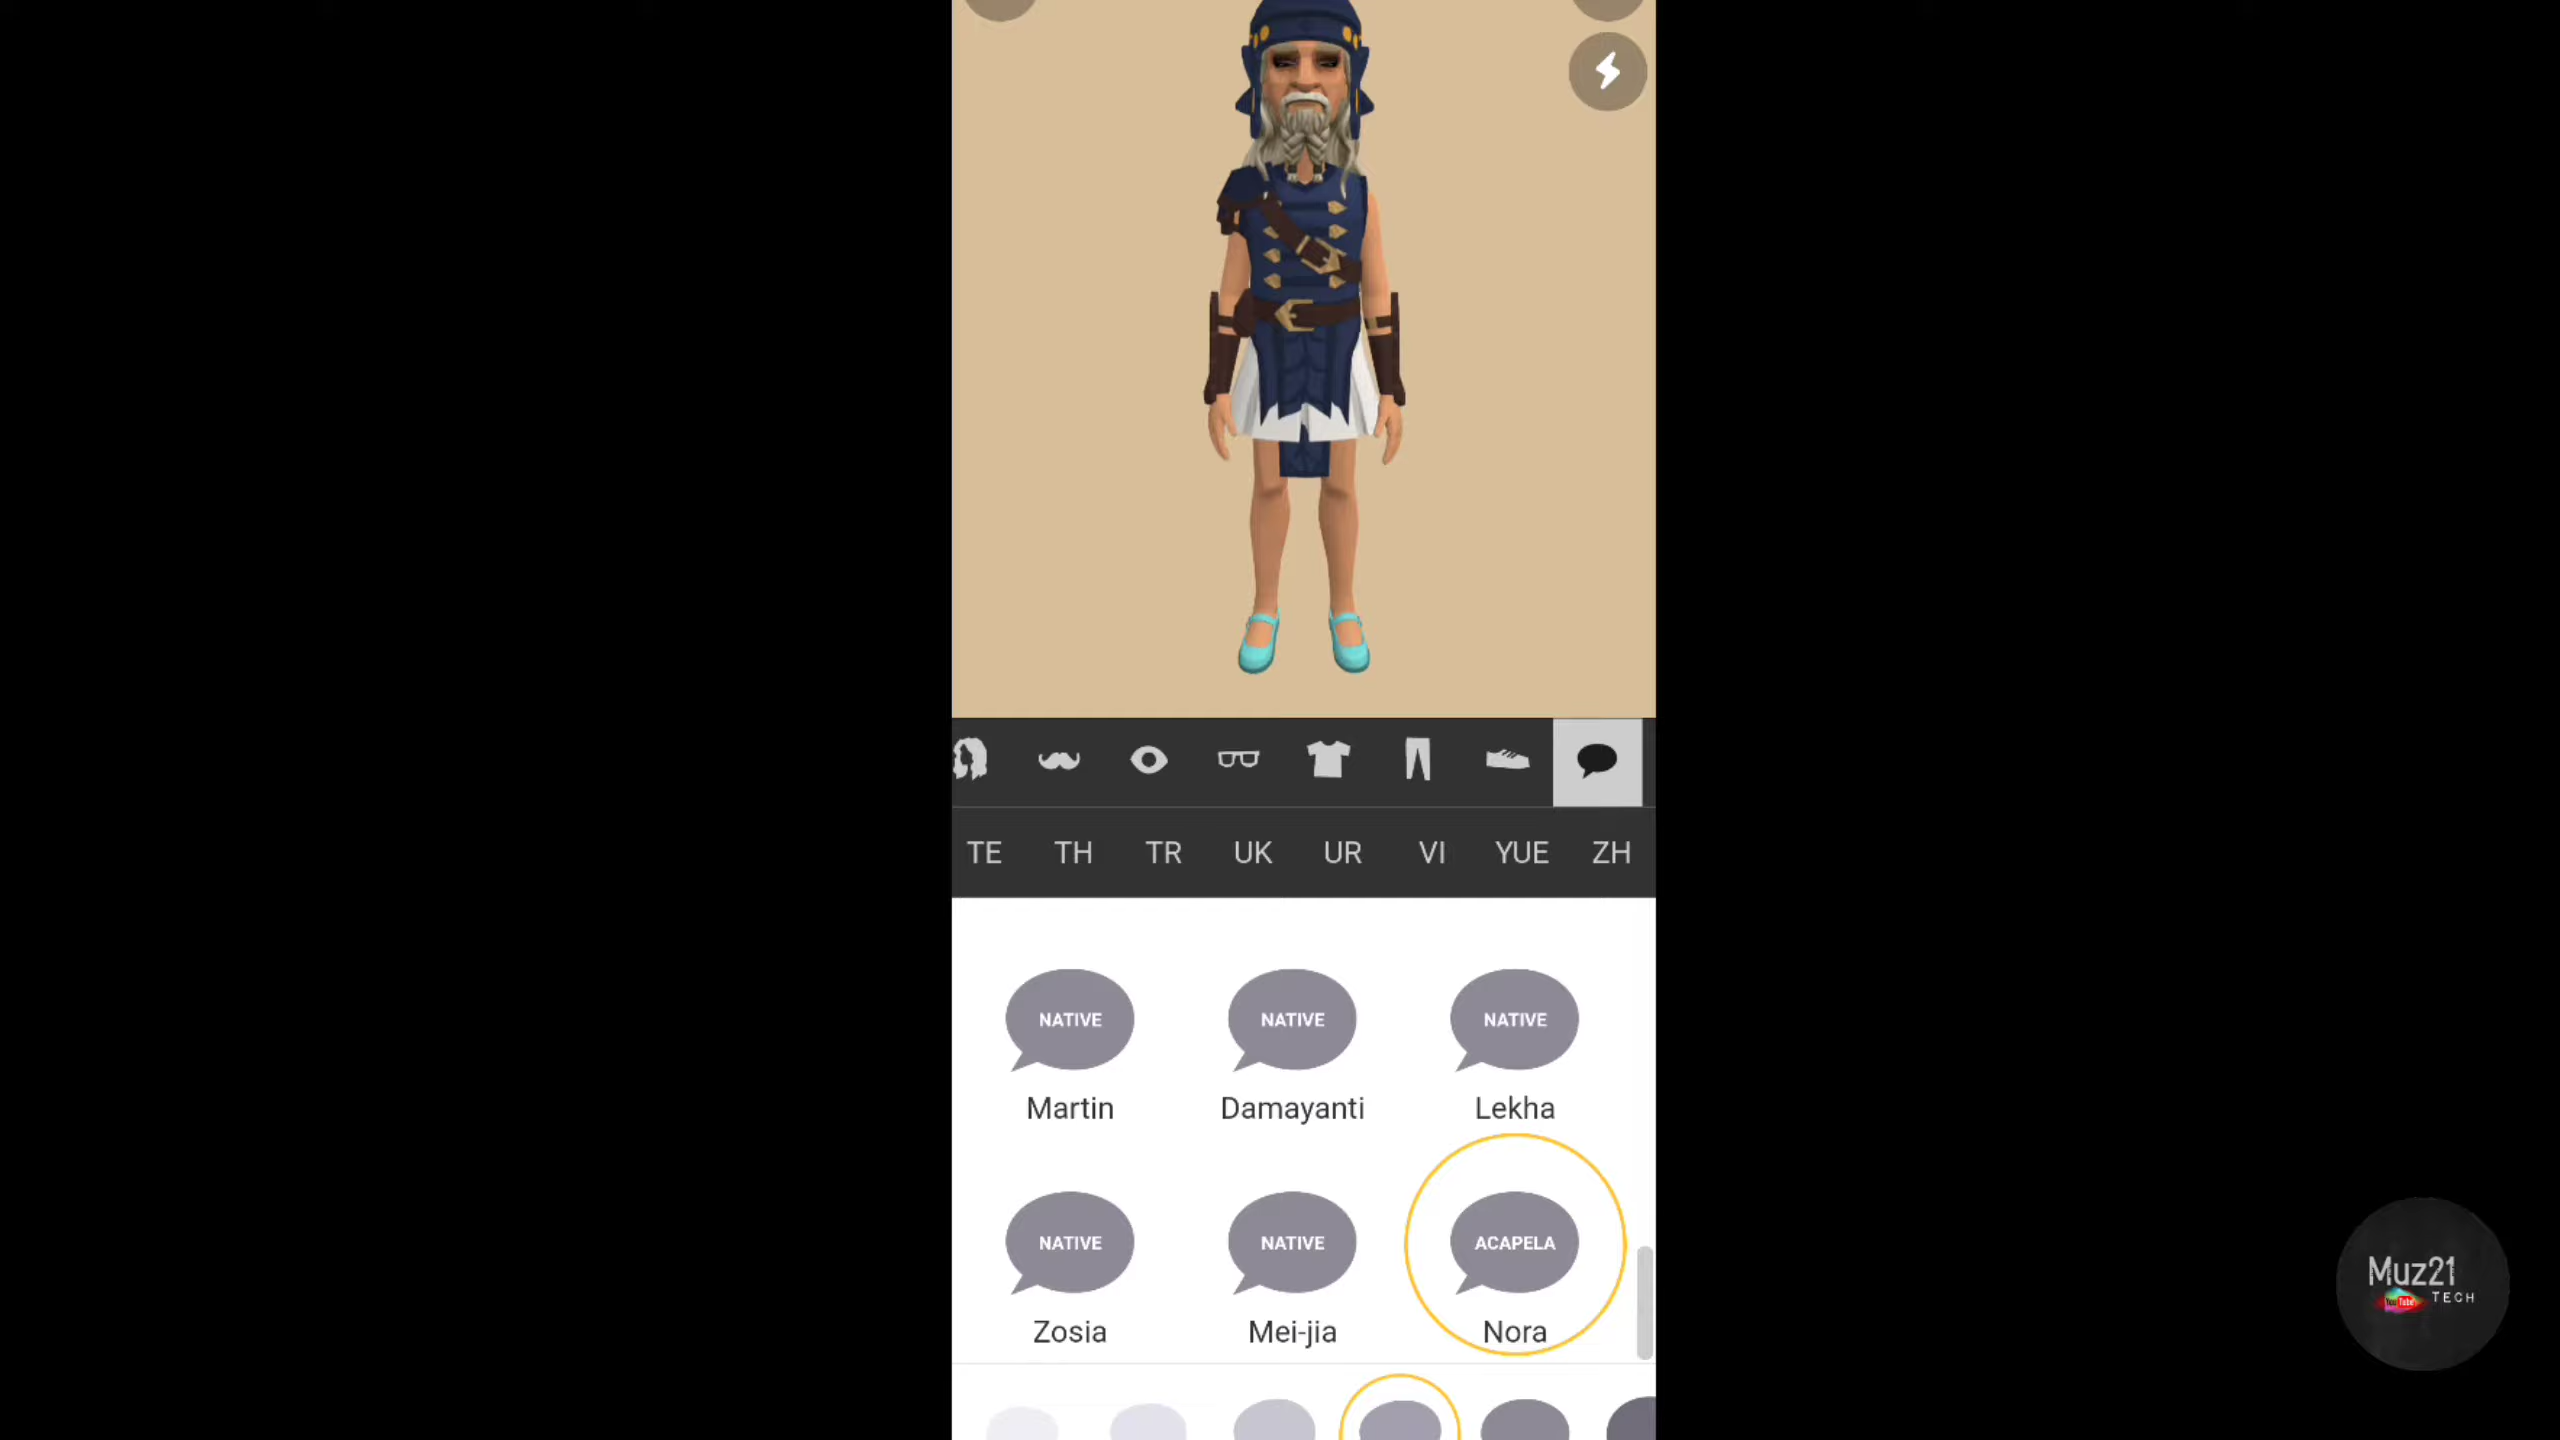 TE TH TR UK UR VI YUE ZH
NATIVE NATIVE NATIVE
Martin Damayanti Lekha
NATIVE NATIVE ACAPELA
Zosia Mei-jia Nora
Muz21
YouTube TECH